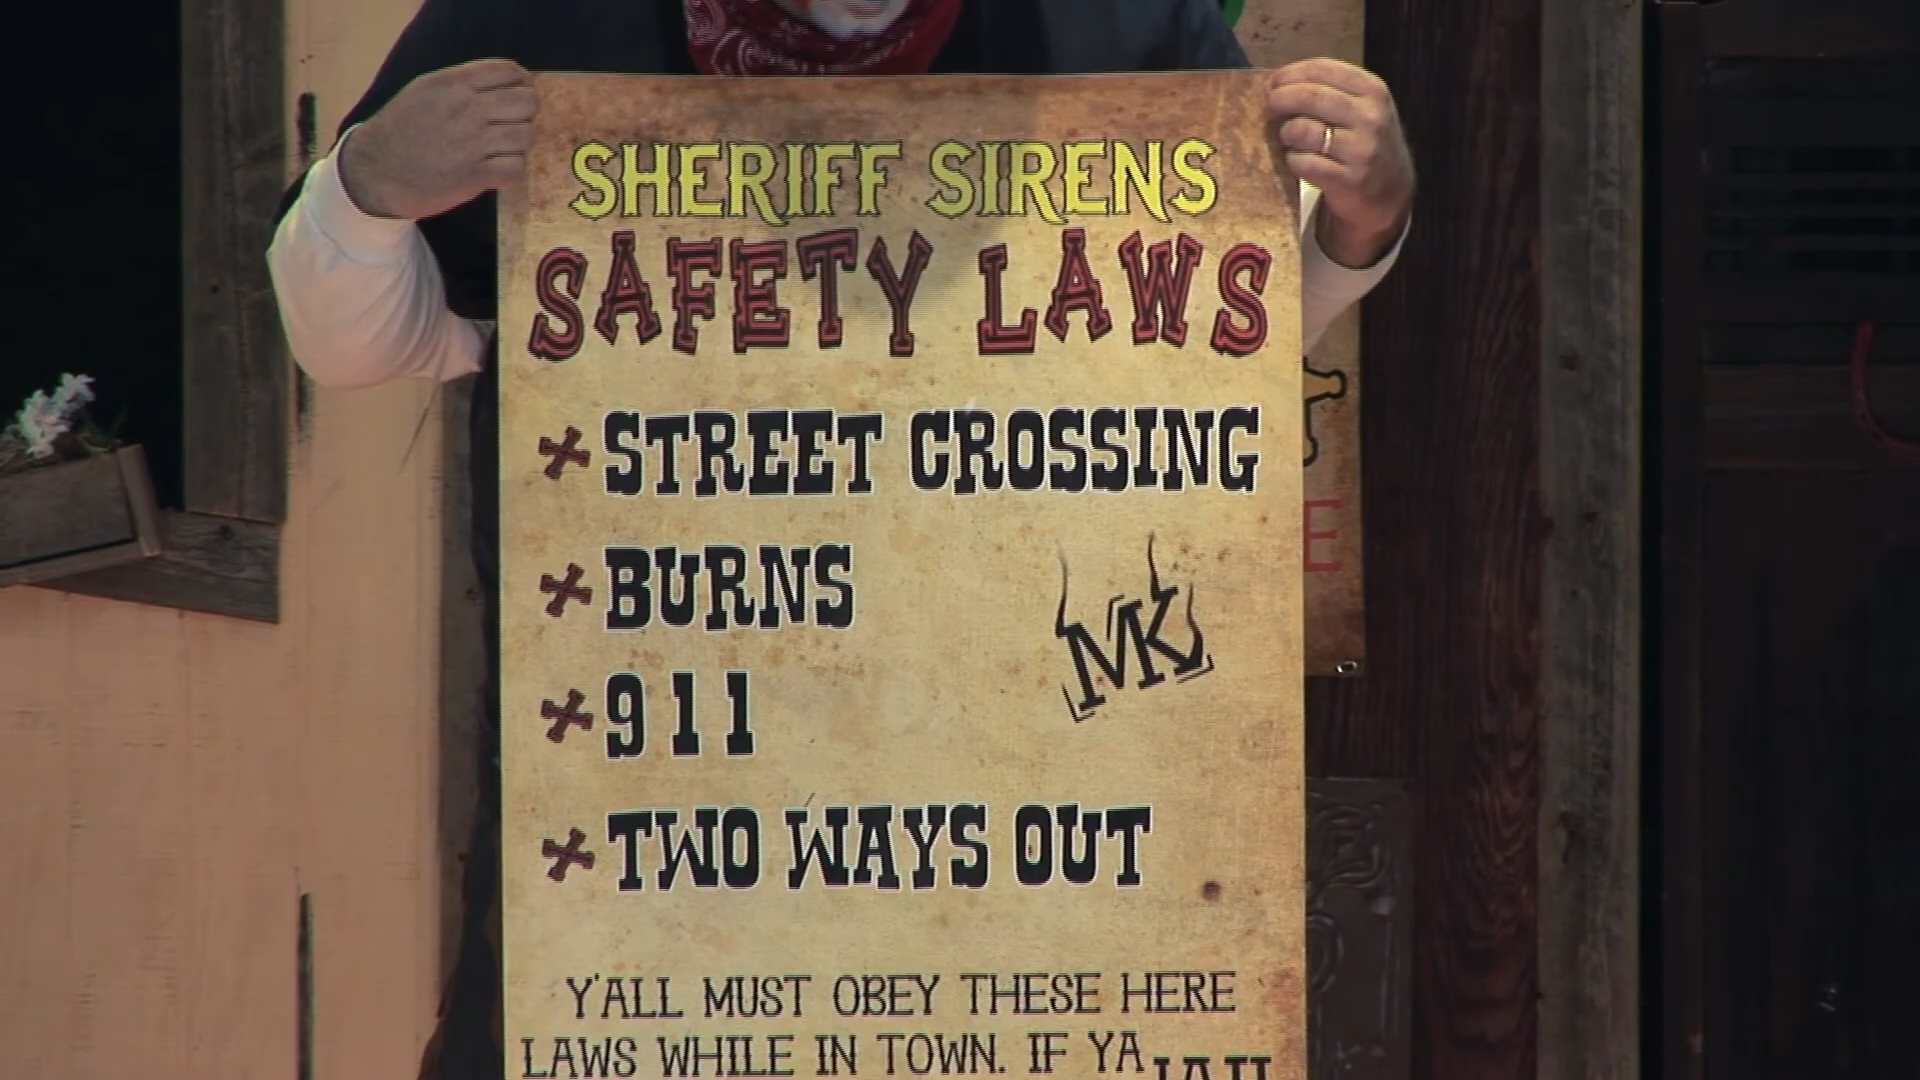 SHERIFF SIRENS
SAFETY LAWS
STREET CROSSING
BURNS
MK
911
TWO WAYS OUT
Y'ALL MUST OBEY THESE HERE
LAWS WHILE IN TOWN. IF YA
E